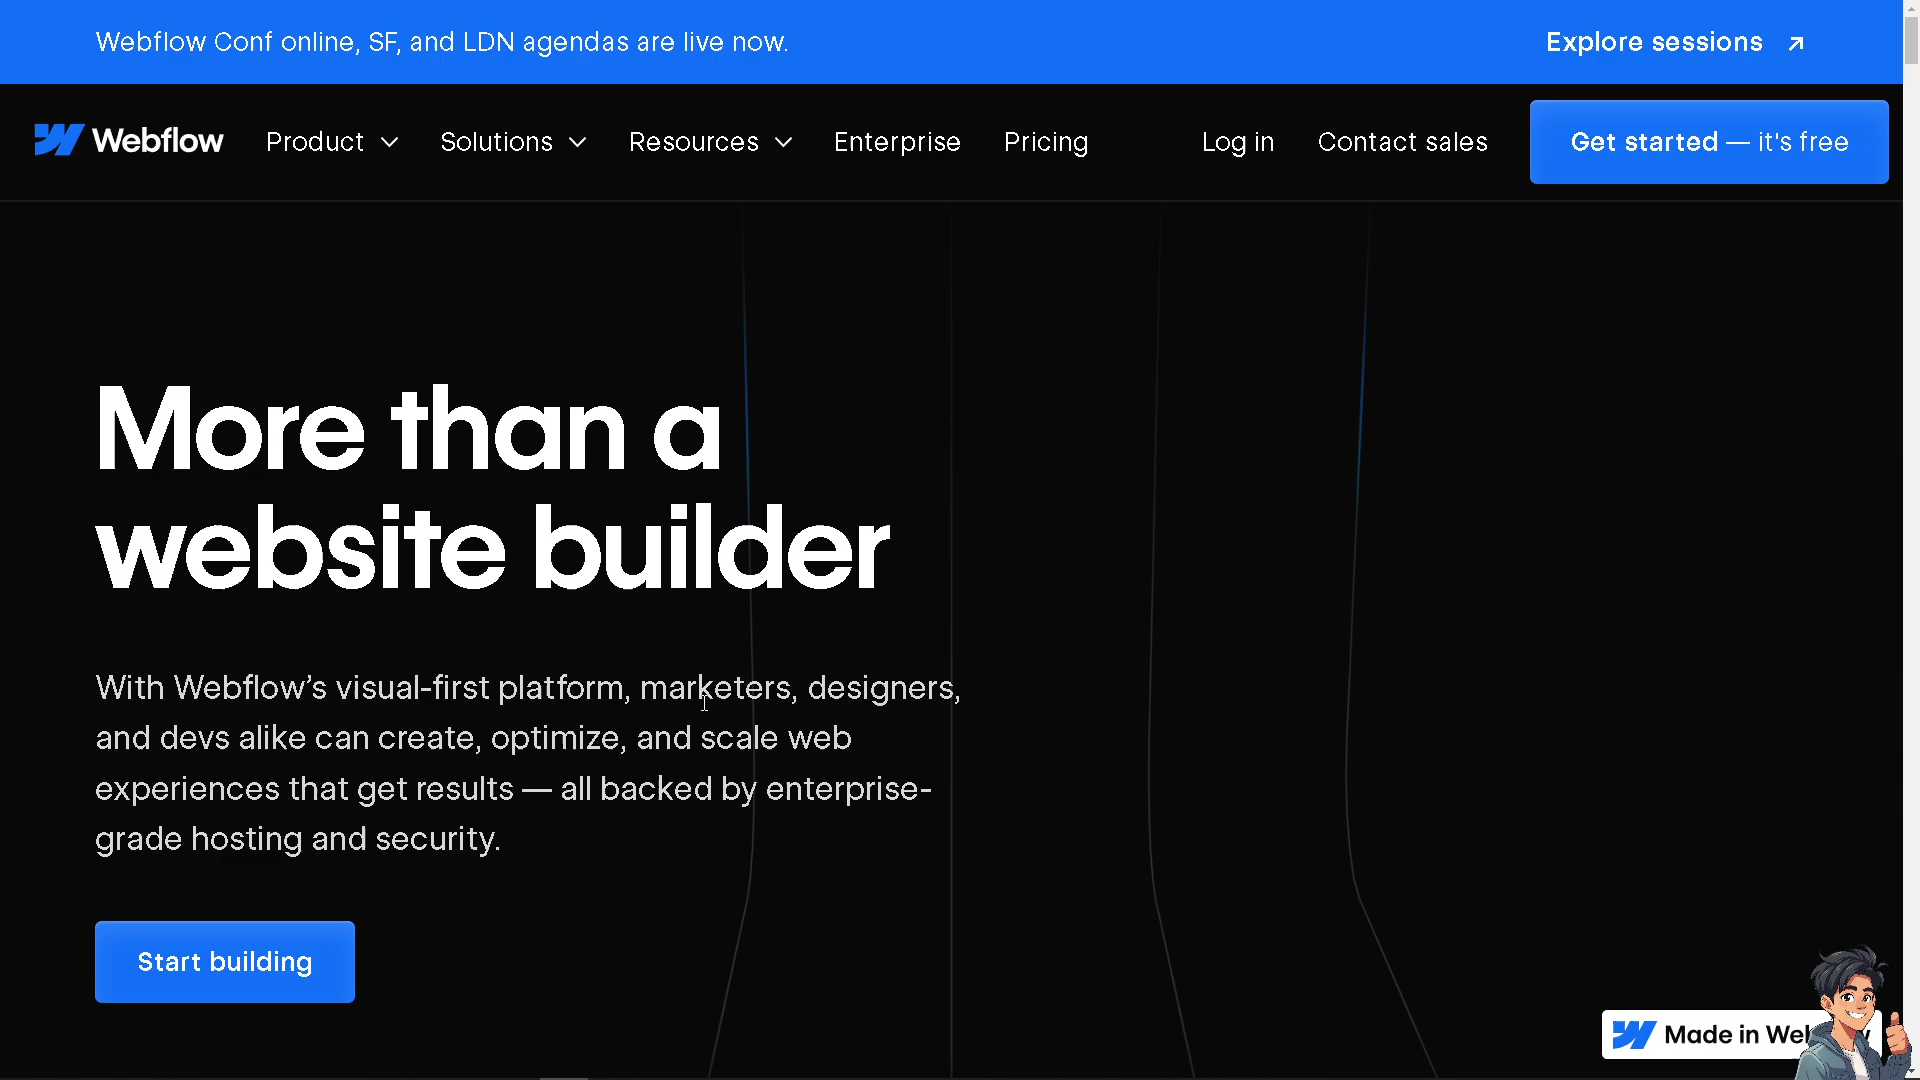 Webflow Conf online, SF, and LDN agendas are live now.
Explore sessions
Webflow
Product
Solutions
Resources
Enterprise
Pricing
Log in
Contact sales
Get started — it's free
More than a
website builder
With Webflow’s visual-first platform, marketers, designers,
and devs alike can create, optimize, and scale web
experiences that get results — all backed by enterprise-
grade hosting and security.
Start building
Made in